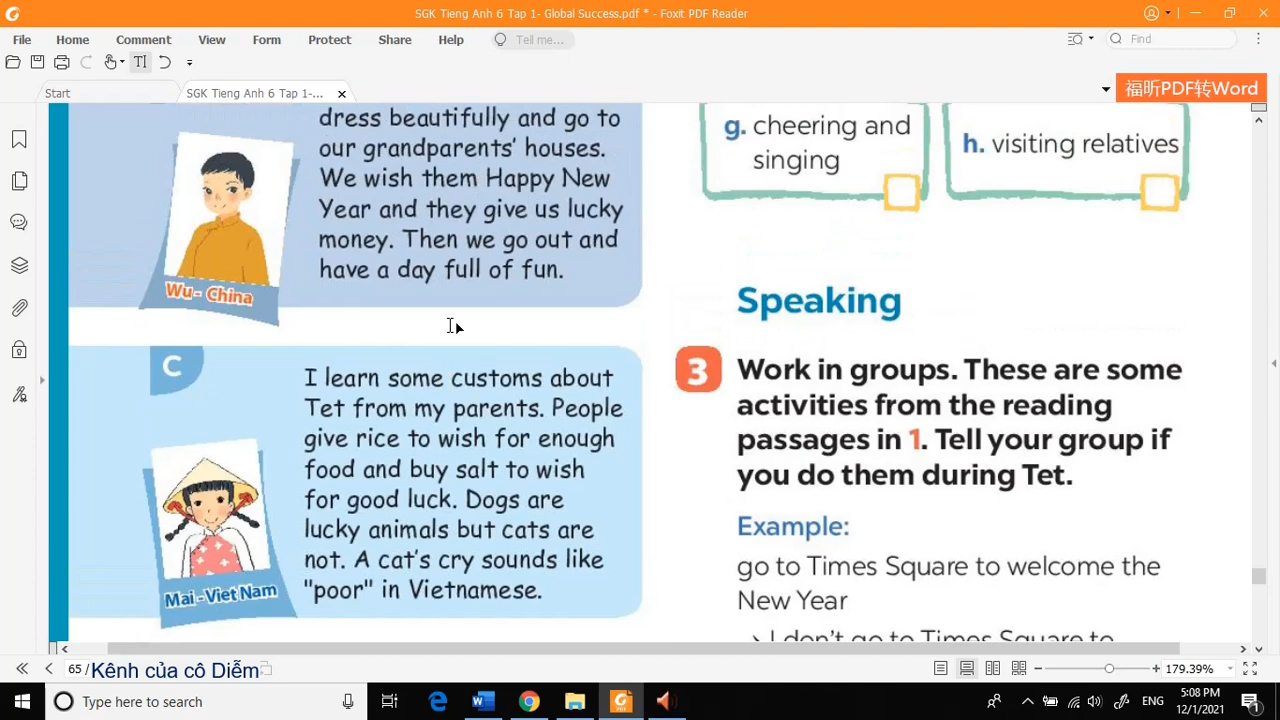 SGK Tieng Anh 6 Tap 1- Global Success.pdf * - Foxit PDF Reader
File Home Comment View Form Protect Share Help Tell me... Find
Start SGK Tieng Anh 6 Tap 1-... 福昕PDF转Word
dress beautifully and go to
our grandparents' houses.
We wish them Happy New
Year and they give us lucky
money. Then we go out and
have a day full of fun.
Wu - China
C
I learn some customs about
Tet from my parents. People
give rice to wish for enough
food and buy salt to wish
for good luck. Dogs are
lucky animals but cats are
not. A cat's cry sounds like
"poor" in Vietnamese.
Mai - Viet Nam
g. cheering and
singing
h. visiting relatives
Speaking
3 Work in groups. These are some
activities from the reading
passages in 1. Tell your group if
you do them during Tet.
Example:
go to Times Square to welcome the
New Year
→ I don't go to Times Square to
65 / Kênh của cô Diễm 179.39%
Type here to search ENG 5:08 PM
12/1/2021